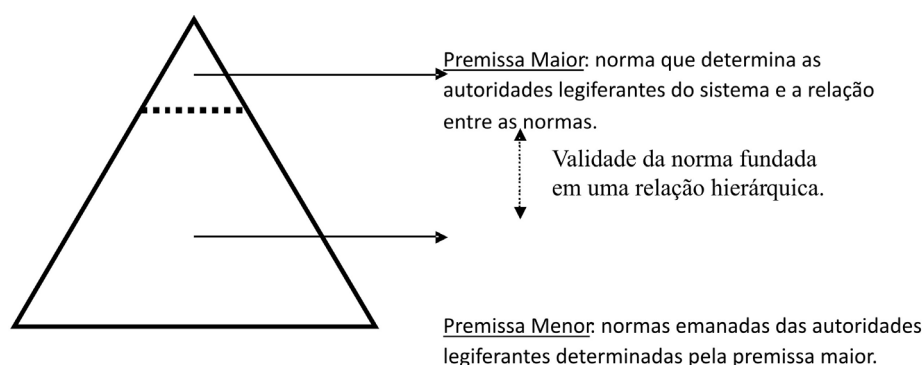 Premissa Maior: norma que determina as
autoridades legiferantes do sistema e a relação
entre as normas.
Validade da norma fundada
em uma relação hierárquica.
Premissa Menor: normas emanadas das autoridades
legiferantes determinadas pela premissa maior.